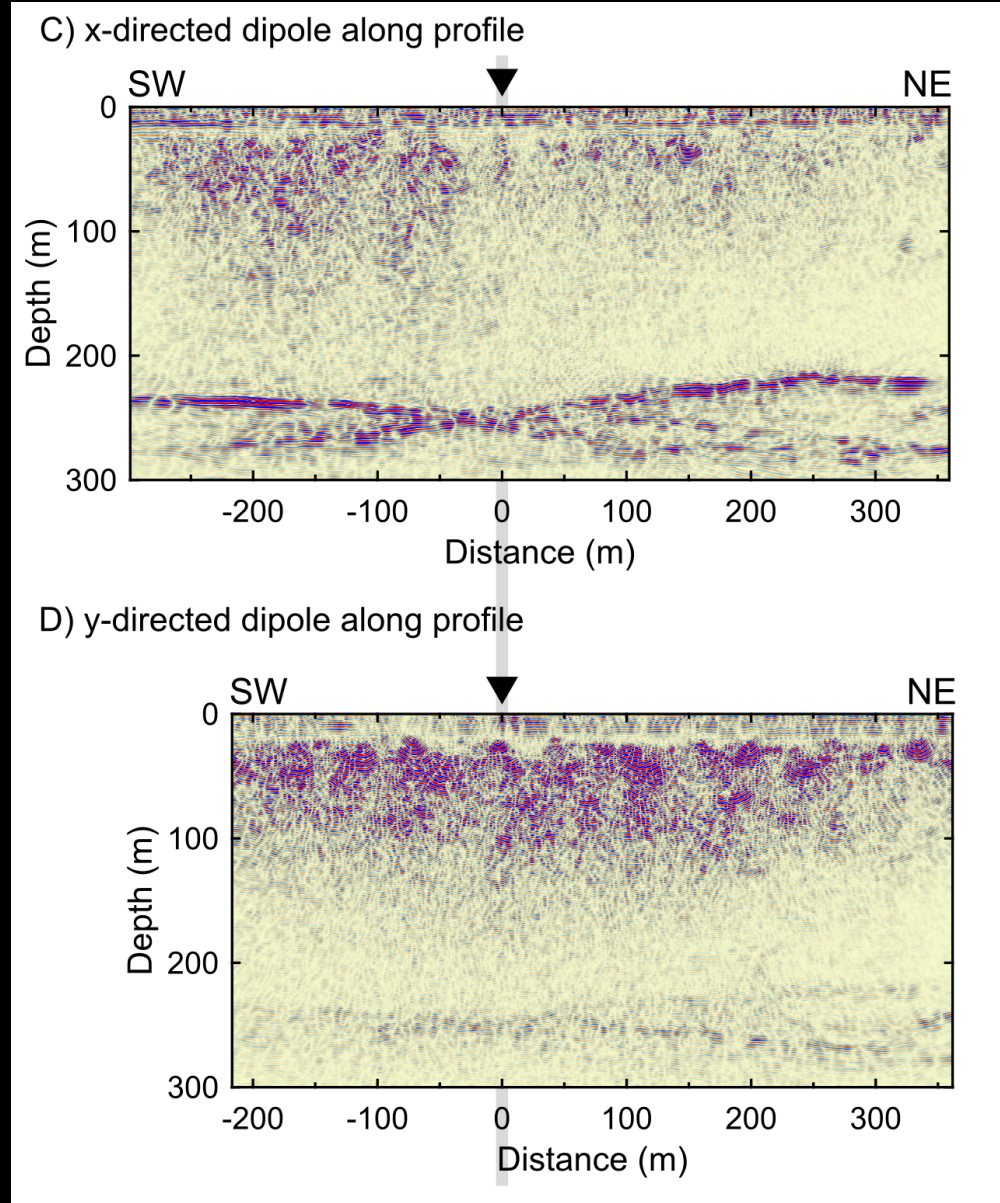 C) x-directed dipole along profile
SW NE
0
100
200
300
Depth (m)
-200 -100 0 100 200 300
Distance (m)
D) y-directed dipole along profile
SW NE
0
100
200
300
Depth (m)
-200 -100 0 100 200 300
Distance (m)